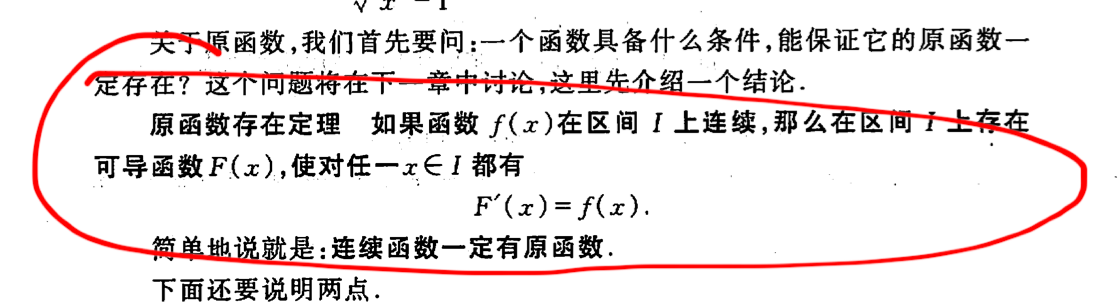 关于原函数,我们首先要问:一个函数具备什么条件,能保证它的原函数一
定存在? 这个问题将在下一章中讨论,这里先介绍一个结论.
原函数存在定理 如果函数 f(x)在区间 I 上连续,那么在区间 I 上存在
可导函数 F(x),使对任一 x∈I 都有
F′(x)=f(x).
简单地说就是:连续函数一定有原函数.
下面还要说明两点.